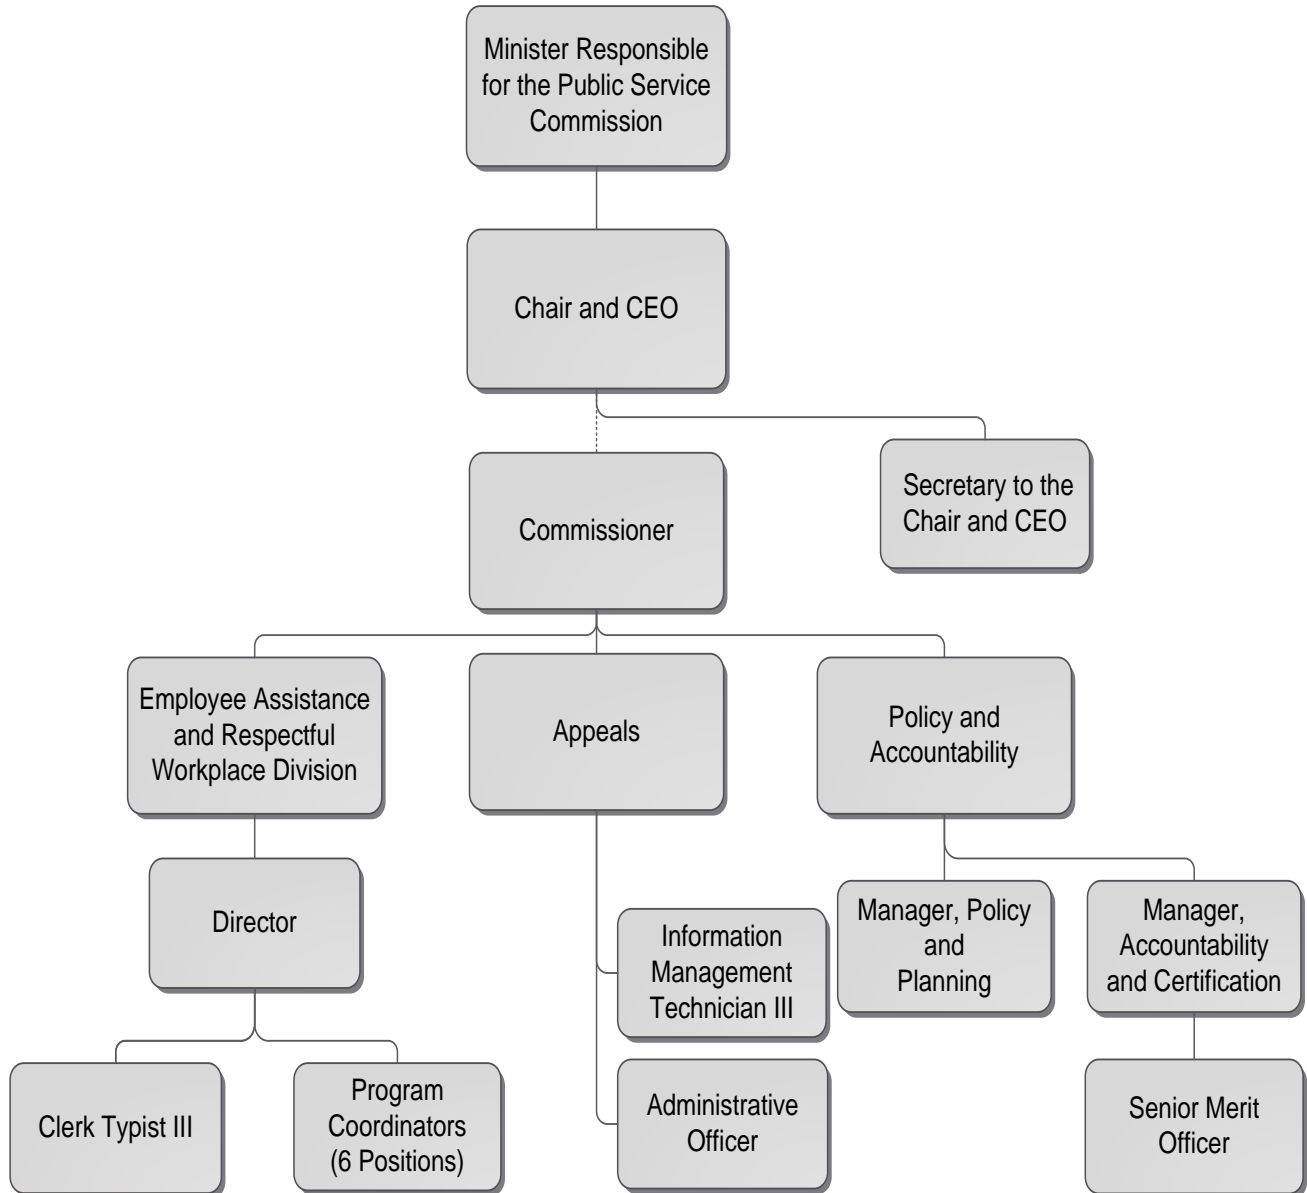 Minister Responsible
for the Public Service
Commission
Chair and CEO
Secretary to the
Chair and CEO
Commissioner
Employee Assistance
and Respectful
Workplace Division
Appeals
Policy and
Accountability
Director
Information
Management
Technician III
Manager, Policy
and
Planning
Manager,
Accountability
and Certification
Clerk Typist III
Program
Coordinators
(6 Positions)
Administrative
Officer
Senior Merit
Officer